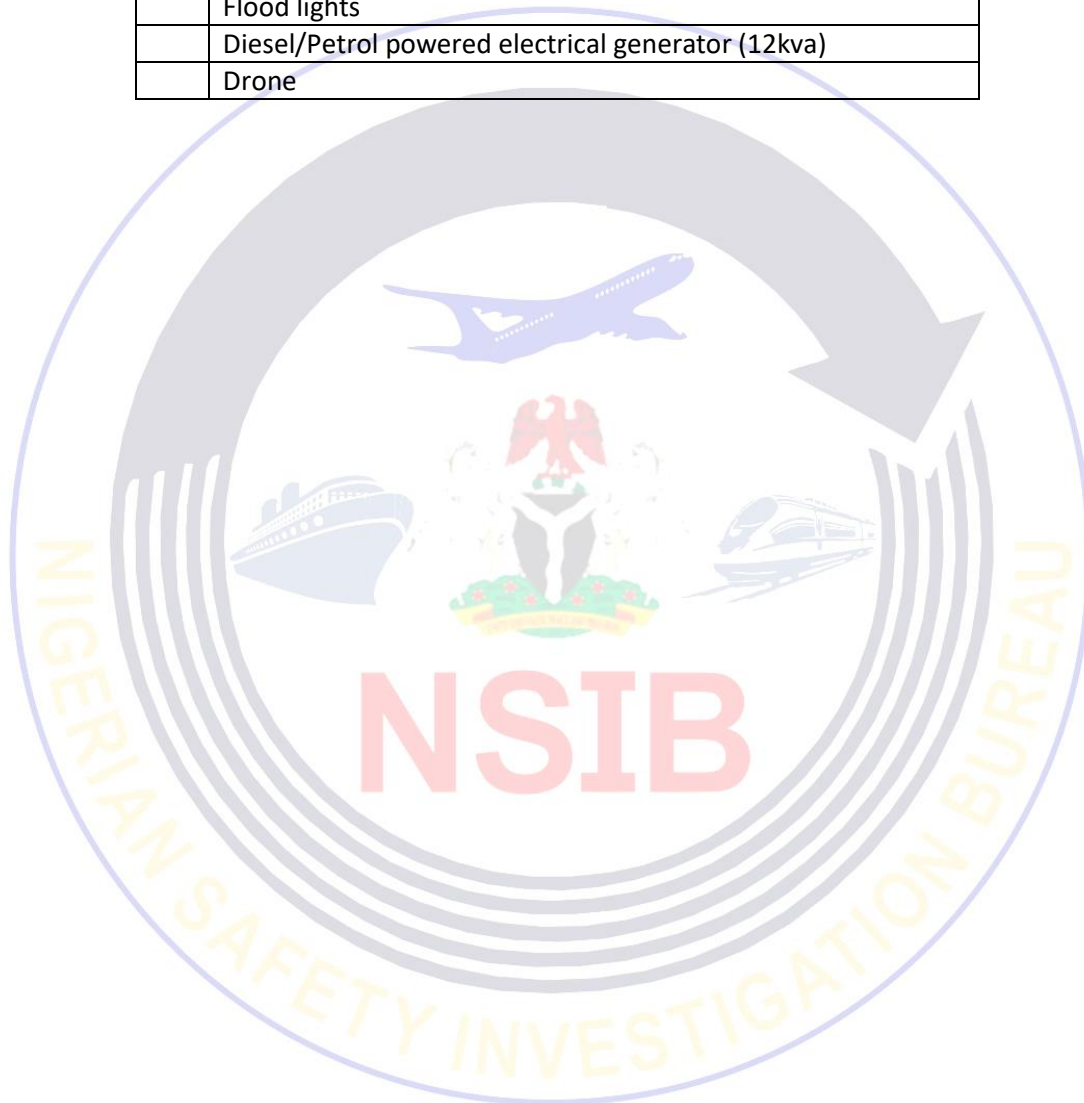 Flood lights
Diesel/Petrol powered electrical generator (12kva)
Drone
NSIB
NIGERIAN SAFETY INVESTIGATION BUREAU